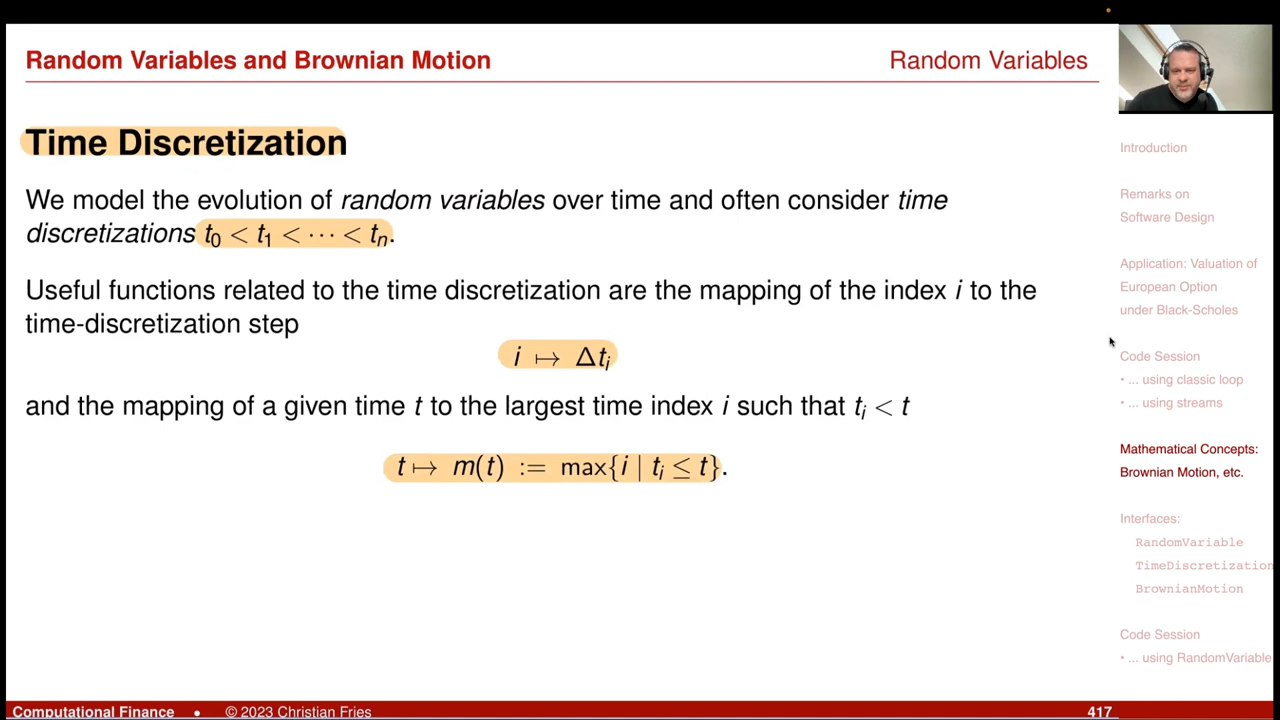 Random Variables and Brownian Motion
Random Variables
Time Discretization
We model the evolution of random variables over time and often consider time
discretizations t₀ < t₁ < ··· < tₙ.
Useful functions related to the time discretization are the mapping of the index i to the
time-discretization step
i ↦ Δtᵢ
and the mapping of a given time t to the largest time index i such that tᵢ < t
t ↦ m(t) := max{i | tᵢ ≤ t}.
Introduction
Remarks on
Software Design
Application: Valuation of
European Option
under Black-Scholes
Code Session
• ... using classic loop
• ... using streams
Mathematical Concepts:
Brownian Motion, etc.
Interfaces:
RandomVariable
TimeDiscretization
BrownianMotion
Code Session
• ... using RandomVariable
Computational Finance • © 2023 Christian Fries
417